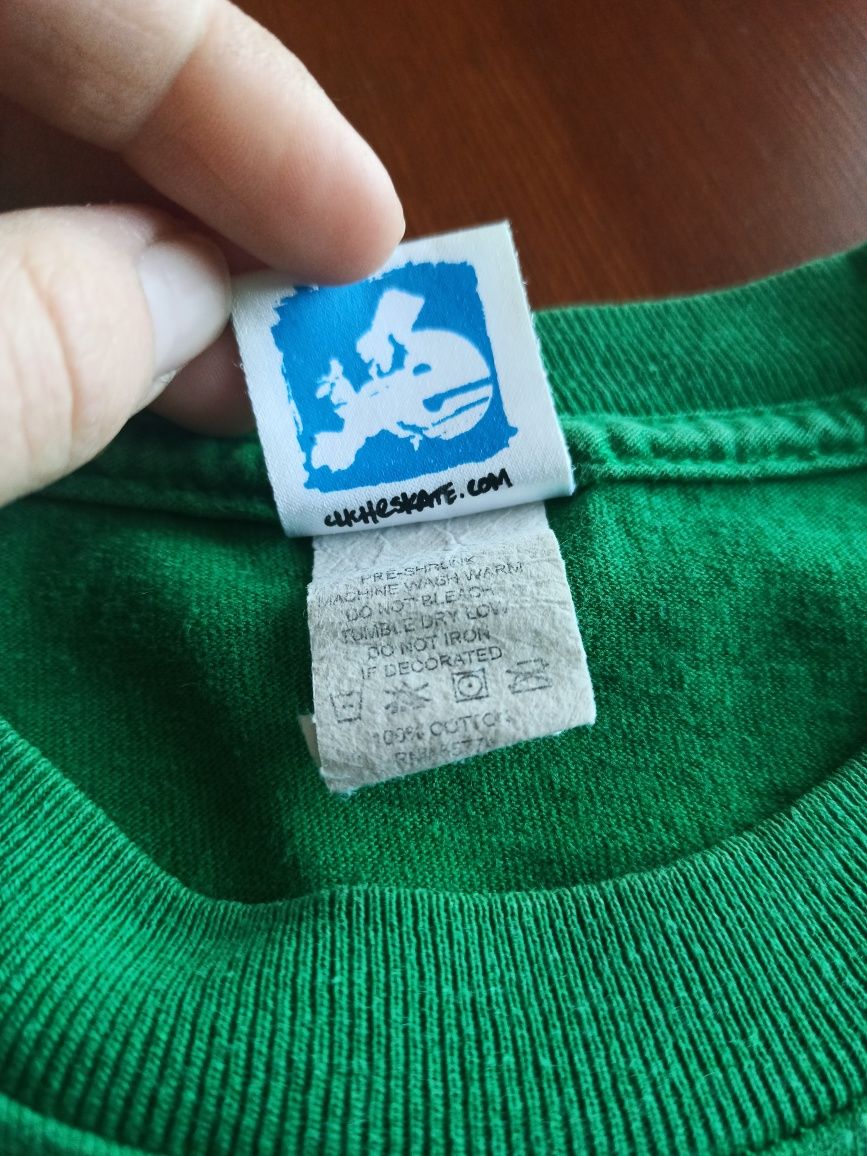 clicheskate.com
PRE-SHRUNK
MACHINE WASH WARM
DO NOT BLEACH
TUMBLE DRY LOW
DO NOT IRON
IF DECORATED
100% COTTON